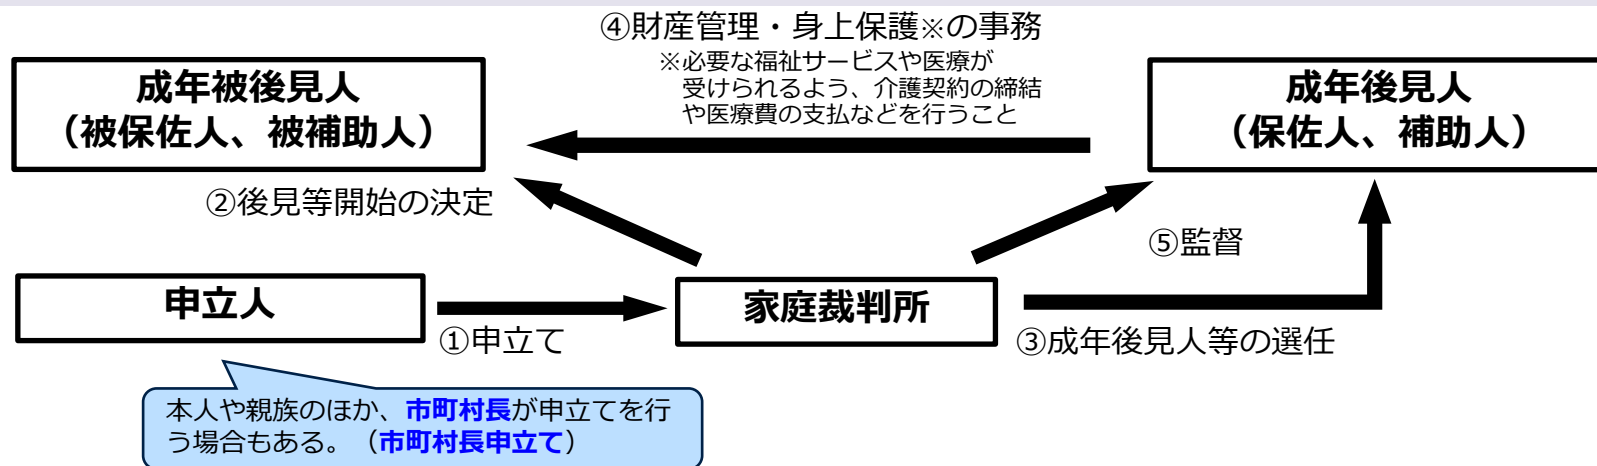 ④財産管理・身上保護※の事務
※必要な福祉サービスや医療が
受けられるよう、介護契約の締結
や医療費の支払などを行うこと
成年被後見人
（被保佐人、被補助人）
成年後見人
（保佐人、補助人）
②後見等開始の決定
⑤監督
申立人
家庭裁判所
①申立て
③成年後見人等の選任
本人や親族のほか、市町村長が申立てを行
う場合もある。（市町村長申立て）